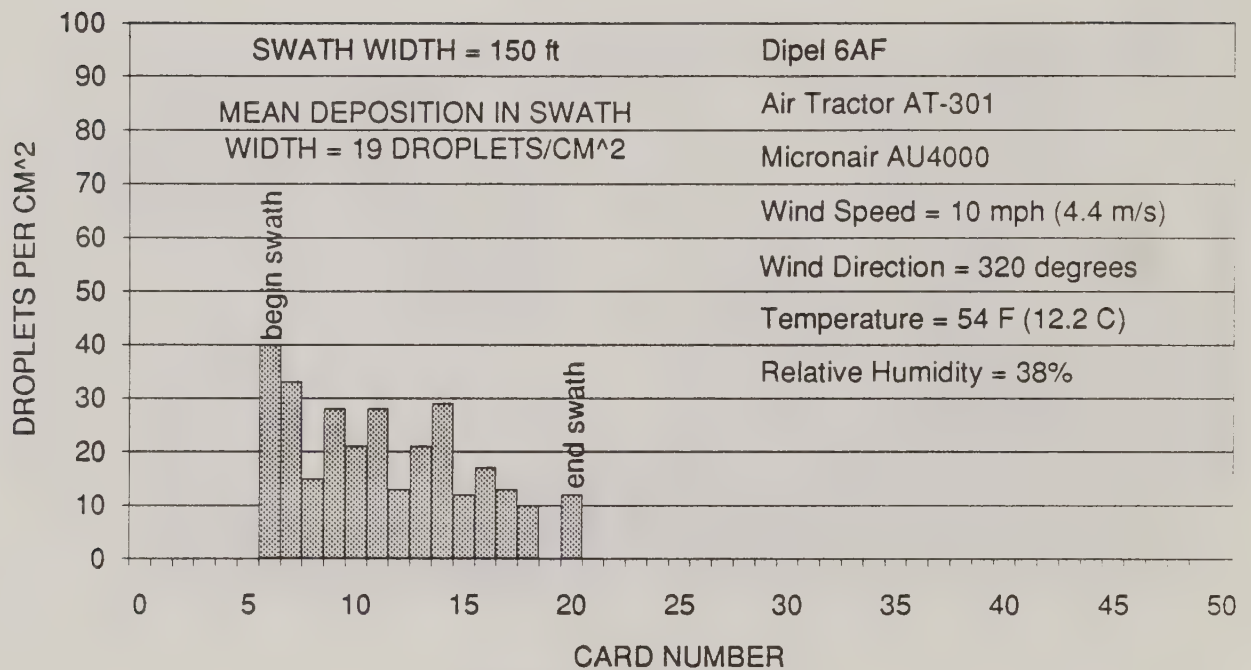 100
90
80
70
60
50
40
30
20
10
0
DROPLETS PER CM^2
SWATH WIDTH = 150 ft
MEAN DEPOSITION IN SWATH
WIDTH = 19 DROPLETS/CM^2
Dipel 6AF
Air Tractor AT-301
Micronair AU4000
Wind Speed = 10 mph (4.4 m/s)
Wind Direction = 320 degrees
Temperature = 54 F (12.2 C)
Relative Humidity = 38%
begin swath
end swath
0 5 10 15 20 25 30 35 40 45 50
CARD NUMBER